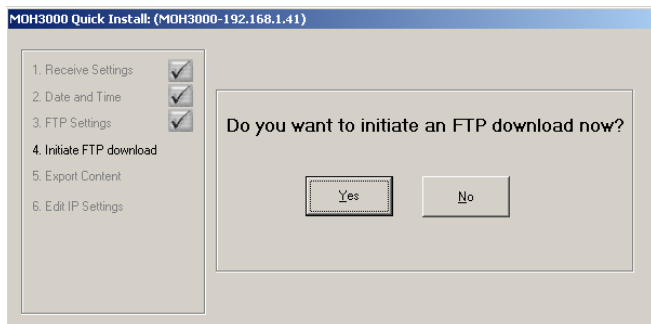 MOH3000 Quick Install: (MOH3000-192.168.1.41)
1. Receive Settings
2. Date and Time
3. FTP Settings
4. Initiate FTP download
5. Export Content
6. Edit IP Settings
Do you want to initiate an FTP download now?
Yes
No